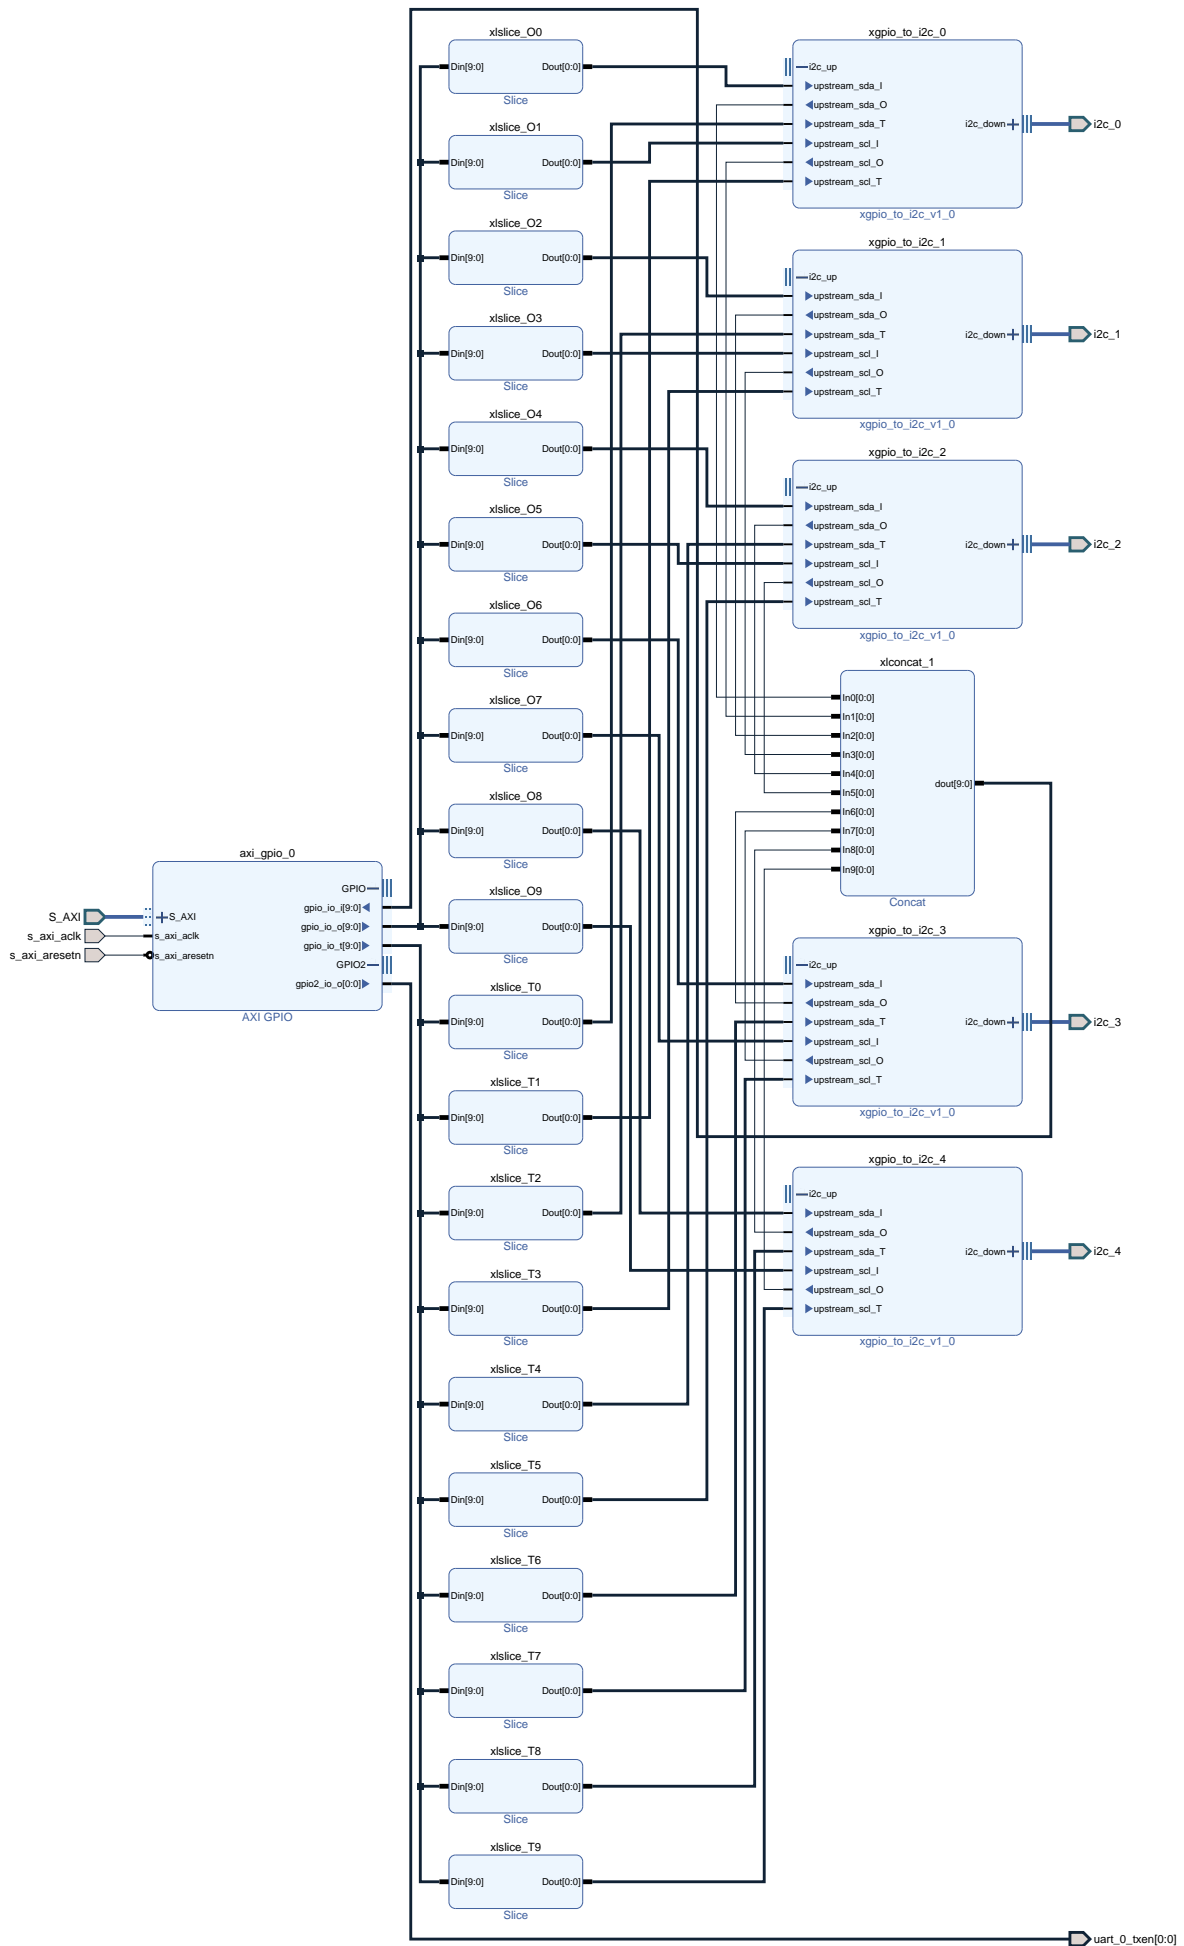 S_AXI
s_axi_aclk
s_axi_aresetn
axi_gpio_0
S_AXI
s_axi_aclk
s_axi_aresetn
GPIO
gpio_io_i[9:0]
gpio_io_o[9:0]
gpio_io_t[9:0]
GPIO2
gpio2_io_o[0:0]
AXI GPIO
xlslice_O0
Din[9:0] Dout[0:0]
Slice
xlslice_O1
Din[9:0] Dout[0:0]
Slice
xlslice_O2
Din[9:0] Dout[0:0]
Slice
xlslice_O3
Din[9:0] Dout[0:0]
Slice
xlslice_O4
Din[9:0] Dout[0:0]
Slice
xlslice_O5
Din[9:0] Dout[0:0]
Slice
xlslice_O6
Din[9:0] Dout[0:0]
Slice
xlslice_O7
Din[9:0] Dout[0:0]
Slice
xlslice_O8
Din[9:0] Dout[0:0]
Slice
xlslice_O9
Din[9:0] Dout[0:0]
Slice
xlslice_T0
Din[9:0] Dout[0:0]
Slice
xlslice_T1
Din[9:0] Dout[0:0]
Slice
xlslice_T2
Din[9:0] Dout[0:0]
Slice
xlslice_T3
Din[9:0] Dout[0:0]
Slice
xlslice_T4
Din[9:0] Dout[0:0]
Slice
xlslice_T5
Din[9:0] Dout[0:0]
Slice
xlslice_T6
Din[9:0] Dout[0:0]
Slice
xlslice_T7
Din[9:0] Dout[0:0]
Slice
xlslice_T8
Din[9:0] Dout[0:0]
Slice
xlslice_T9
Din[9:0] Dout[0:0]
Slice
xgpio_to_i2c_0
i2c_up
upstream_sda_I
upstream_sda_O
upstream_sda_T
upstream_scl_I
upstream_scl_O
upstream_scl_T
i2c_down
xgpio_to_i2c_v1_0
i2c_0
xgpio_to_i2c_1
i2c_up
upstream_sda_I
upstream_sda_O
upstream_sda_T
upstream_scl_I
upstream_scl_O
upstream_scl_T
i2c_down
xgpio_to_i2c_v1_0
i2c_1
xgpio_to_i2c_2
i2c_up
upstream_sda_I
upstream_sda_O
upstream_sda_T
upstream_scl_I
upstream_scl_O
upstream_scl_T
i2c_down
xgpio_to_i2c_v1_0
i2c_2
xlconcat_1
In0[0:0]
In1[0:0]
In2[0:0]
In3[0:0]
In4[0:0]
In5[0:0]
In6[0:0]
In7[0:0]
In8[0:0]
In9[0:0]
dout[9:0]
Concat
xgpio_to_i2c_3
i2c_up
upstream_sda_I
upstream_sda_O
upstream_sda_T
upstream_scl_I
upstream_scl_O
upstream_scl_T
i2c_down
xgpio_to_i2c_v1_0
i2c_3
xgpio_to_i2c_4
i2c_up
upstream_sda_I
upstream_sda_O
upstream_sda_T
upstream_scl_I
upstream_scl_O
upstream_scl_T
i2c_down
xgpio_to_i2c_v1_0
i2c_4
uart_0_txen[0:0]